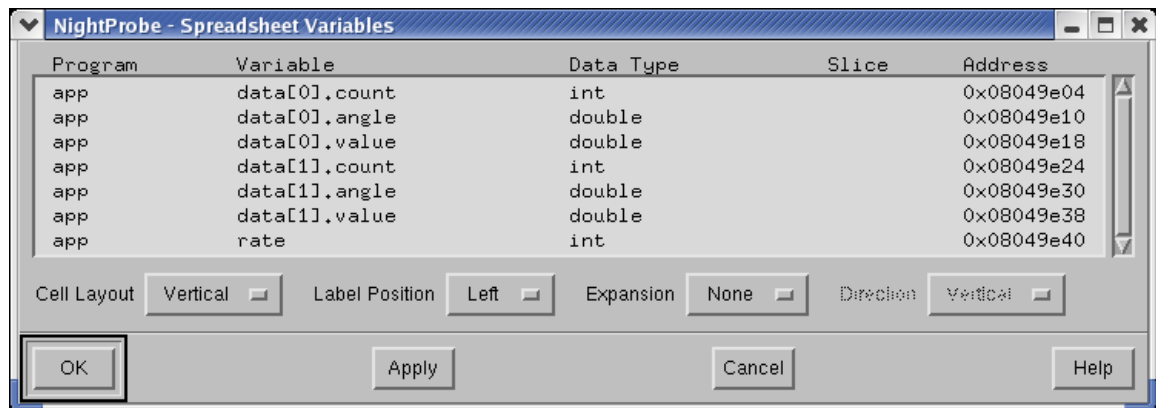 NightProbe - Spreadsheet Variables
Program Variable Data Type Slice Address
app data[0].count int 0x08049e04
app data[0].angle double 0x08049e10
app data[0].value double 0x08049e18
app data[1].count int 0x08049e24
app data[1].angle double 0x08049e30
app data[1].value double 0x08049e38
app rate int 0x08049e40
Cell Layout Vertical Label Position Left Expansion None Direction Vertical
OK Apply Cancel Help